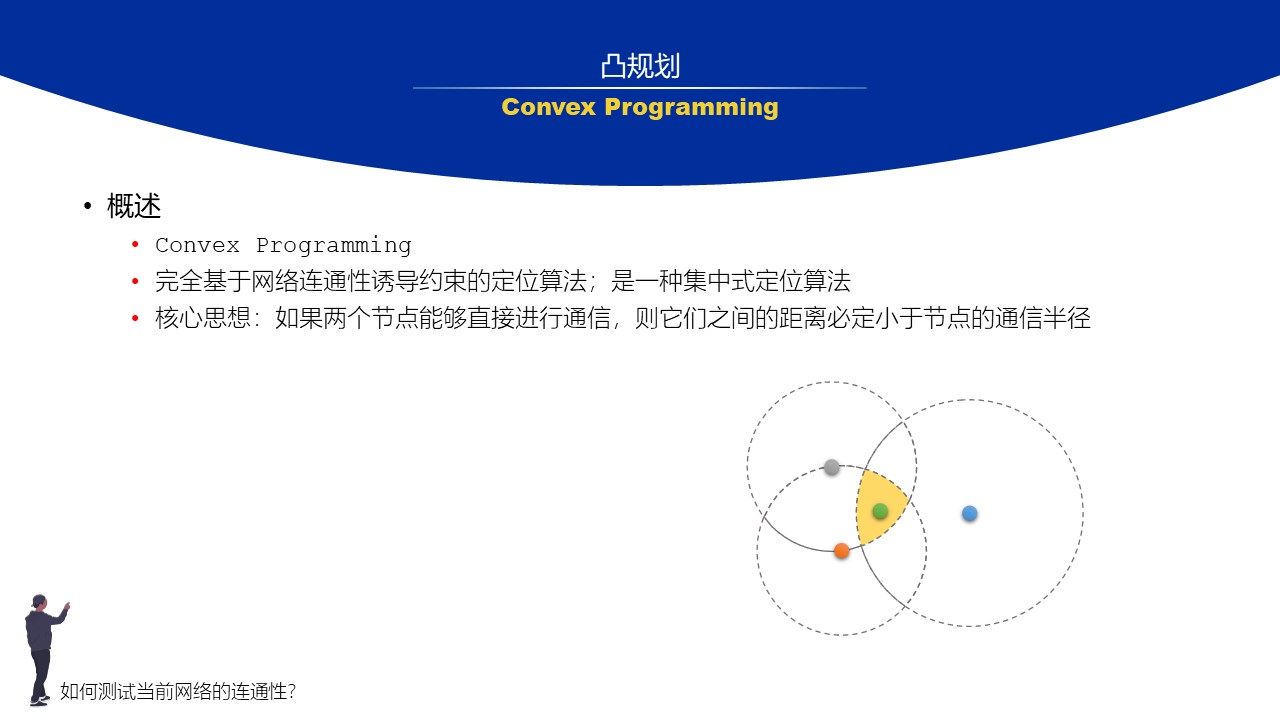 凸规划
Convex Programming
• 概述
• Convex Programming
• 完全基于网络连通性诱导约束的定位算法；是一种集中式定位算法
• 核心思想：如果两个节点能够直接进行通信，则它们之间的距离必定小于节点的通信半径
如何测试当前网络的连通性？